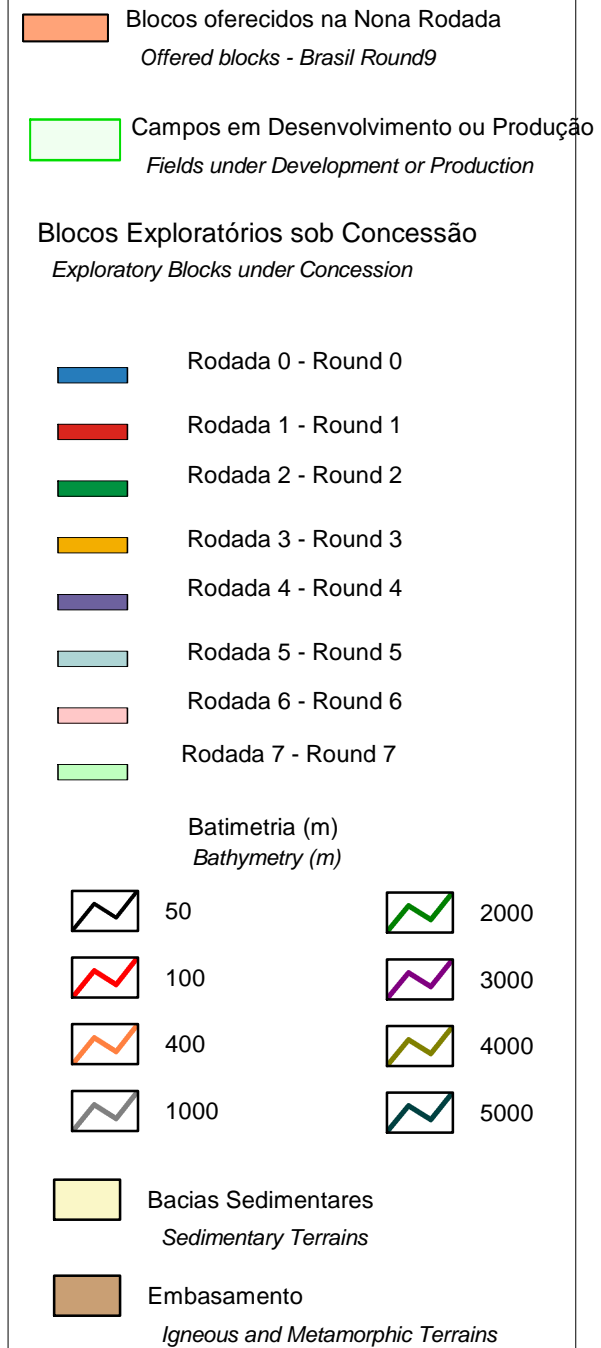 Blocos oferecidos na Nona Rodada
Offered blocks - Brasil Round9
Campos em Desenvolvimento ou Produção
Fields under Development or Production
Blocos Exploratórios sob Concessão
Exploratory Blocks under Concession
Rodada 0 - Round 0
Rodada 1 - Round 1
Rodada 2 - Round 2
Rodada 3 - Round 3
Rodada 4 - Round 4
Rodada 5 - Round 5
Rodada 6 - Round 6
Rodada 7 - Round 7
Batimetria (m)
Bathymetry (m)
50
100
400
1000
2000
3000
4000
5000
Bacias Sedimentares
Sedimentary Terrains
Embasamento
Igneous and Metamorphic Terrains